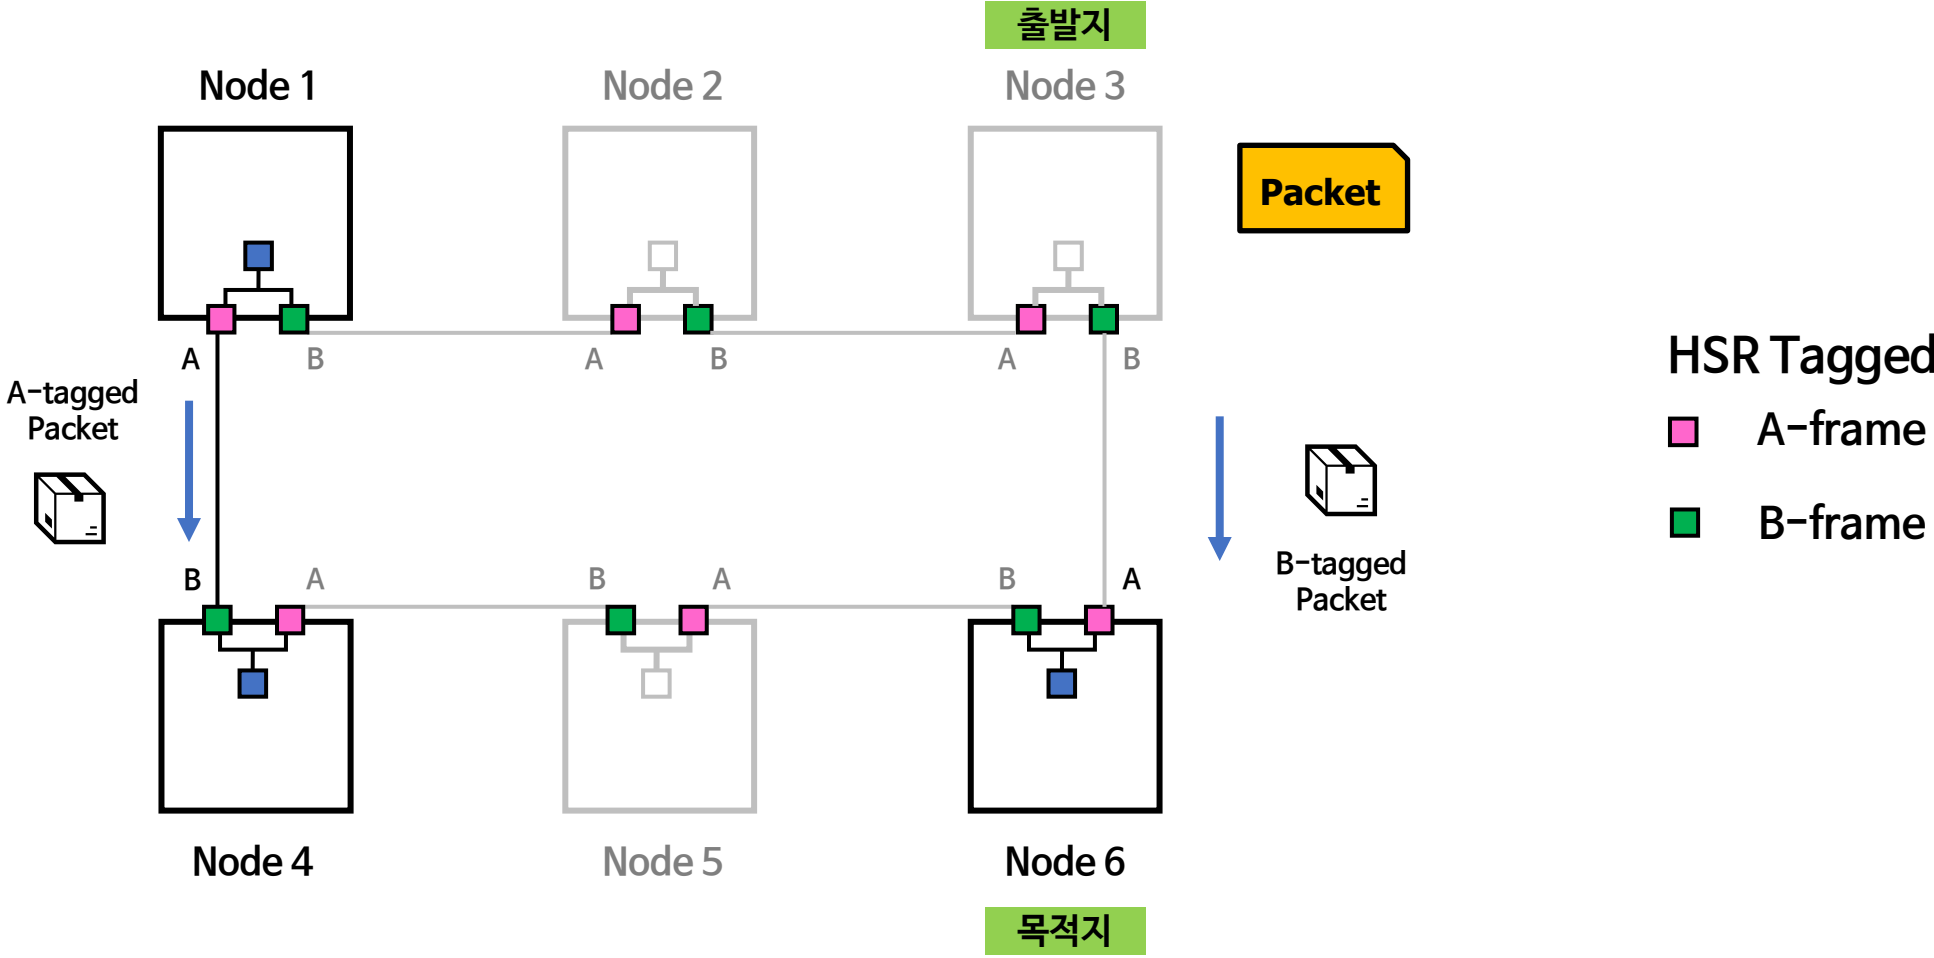 출발지
Node 1
Node 2
Node 3
Packet
A
B
A
B
A
B
HSR Tagged
A-frame
B-frame
A-tagged
Packet
B-tagged
Packet
B
A
B
A
B
A
Node 4
Node 5
Node 6
목적지